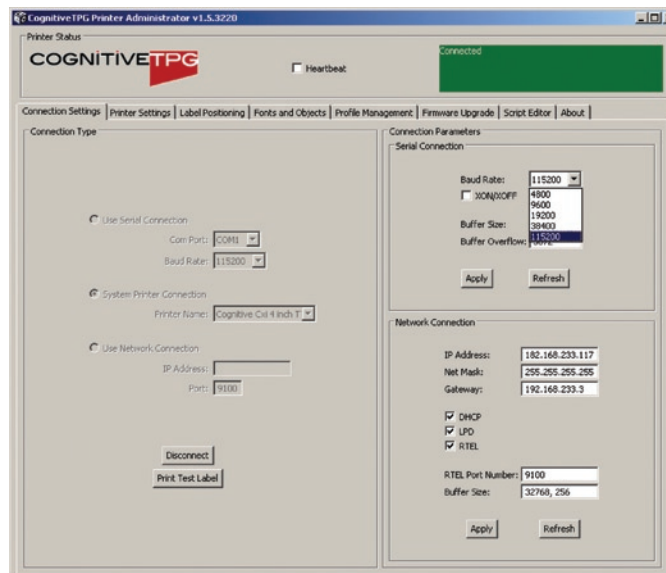 CognitiveTPG Printer Administrator v1.5.3220
Printer Status
COGNITIVETPG
Heartbeat
Connected
Connection Settings Printer Settings Label Positioning Fonts and Objects Profile Management Firmware Upgrade Script Editor About
Connection Type
Use Serial Connection
Com Port: COM1
Baud Rate: 115200
System Printer Connection
Printer Name: Cognitive Cxi 4 inch T
Use Network Connection
IP Address:
Port: 9100
Disconnect
Print Test Label
Connection Parameters
Serial Connection
Baud Rate: 115200
XON/XOFF
4800
9600
19200
38400
115200
Buffer Size:
Buffer Overflow:
Apply Refresh
Network Connection
IP Address: 182.168.233.117
Net Mask: 255.255.255.255
Gateway: 192.168.233.3
DHCP
LPD
RTEL
RTEL Port Number: 9100
Buffer Size: 32768, 256
Apply Refresh